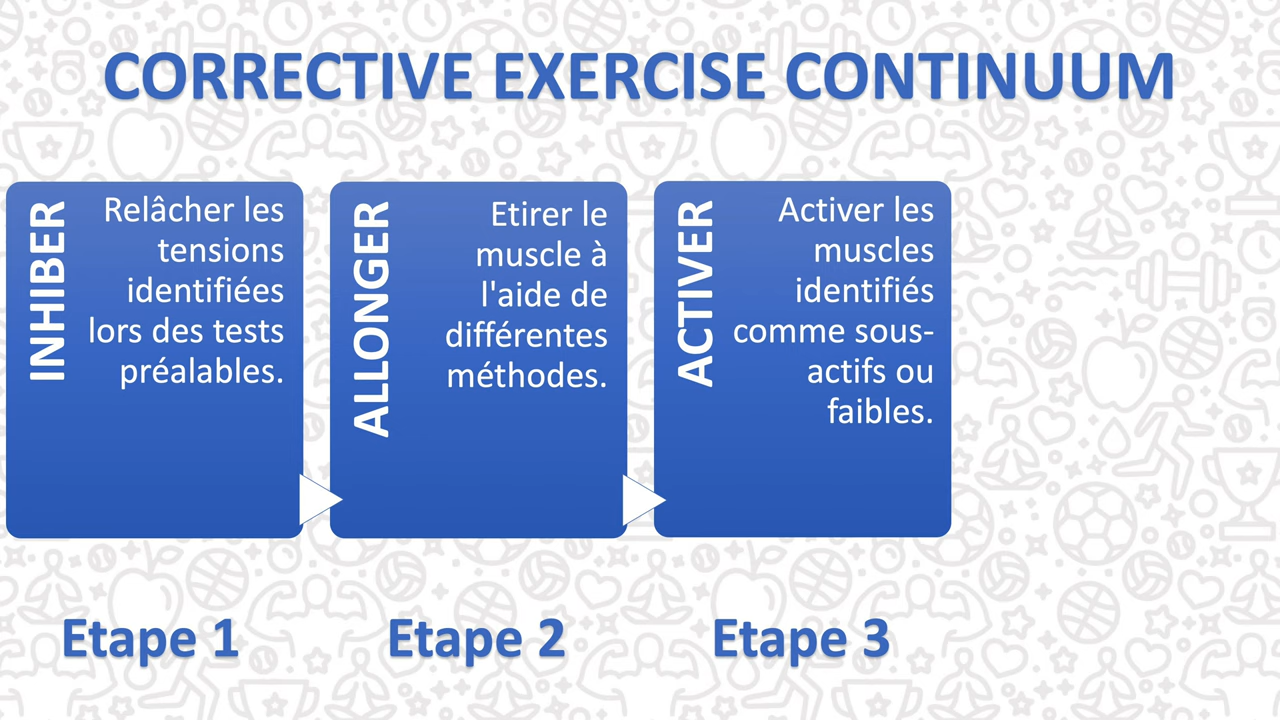 CORRECTIVE EXERCISE CONTINUUM
INHIBER
Relâcher les
tensions
identifiées
lors des tests
préalables.
ALLONGER
Etirer le
muscle à
l'aide de
différentes
méthodes.
ACTIVER
Activer les
muscles
identifiés
comme sous-
actifs ou
faibles.
Etape 1
Etape 2
Etape 3